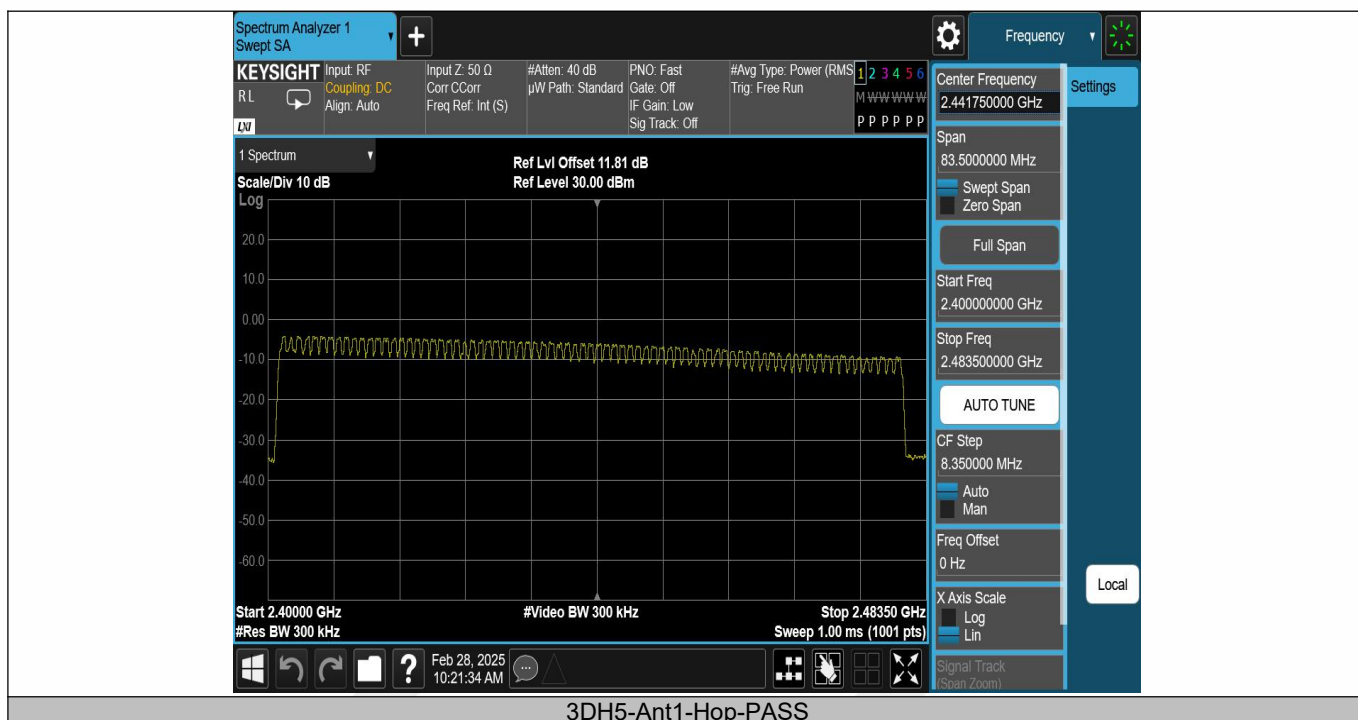 Spectrum Analyzer 1
Swept SA
Frequency
KEYSIGHT
RL
LXI
Input: RF
Coupling: DC
Align: Auto
Input Z: 50 Ω
Corr CCorr
Freq Ref: Int (S)
#Atten: 40 dB
µW Path: Standard
PNO: Fast
Gate: Off
IF Gain: Low
Sig Track: Off
#Avg Type: Power (RMS
Trig: Free Run
1 2 3 4 5 6
M W W W W W
P P P P P P
1 Spectrum
Scale/Div 10 dB
Log
Ref Lvl Offset 11.81 dB
Ref Level 30.00 dBm
20.0
10.0
0.00
-10.0
-20.0
-30.0
-40.0
-50.0
-60.0
Start 2.40000 GHz
#Res BW 300 kHz
#Video BW 300 kHz
Stop 2.48350 GHz
Sweep 1.00 ms (1001 pts)
Center Frequency
2.441750000 GHz
Settings
Span
83.5000000 MHz
Swept Span
Zero Span
Full Span
Start Freq
2.400000000 GHz
Stop Freq
2.483500000 GHz
AUTO TUNE
CF Step
8.350000 MHz
Auto
Man
Freq Offset
0 Hz
X Axis Scale
Log
Lin
Signal Track
(Span Zoom)
Local
?
Feb 28, 2025
10:21:34 AM
3DH5-Ant1-Hop-PASS